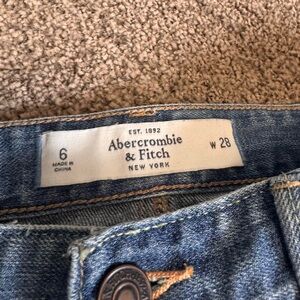 EST. 1892
Abercrombie
& Fitch
NEW YORK
6
MADE IN
CHINA
W 28